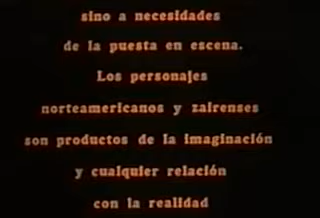 sino a necesidades
de la puesta en escena.
Los personajes
norteamericanos y zairenses
son productos de la imaginación
y cualquier relación
con la realidad